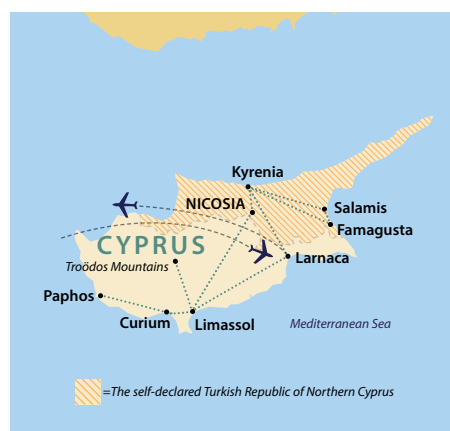 Kyrenia
NICOSIA
Salamis
Famagusta
CYPRUS
Larnaca
Troödos Mountains
Paphos
Curium
Limassol
Mediterranean Sea
=The self-declared Turkish Republic of Northern Cyprus